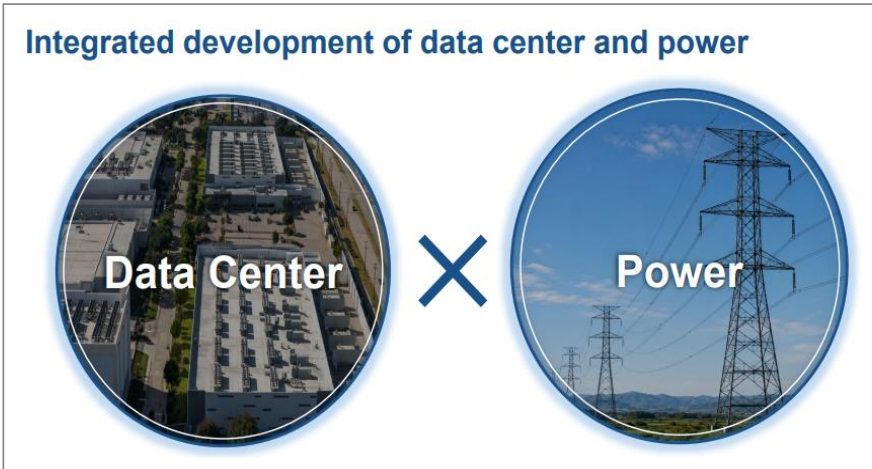 Integrated development of data center and power
Data Center
Power